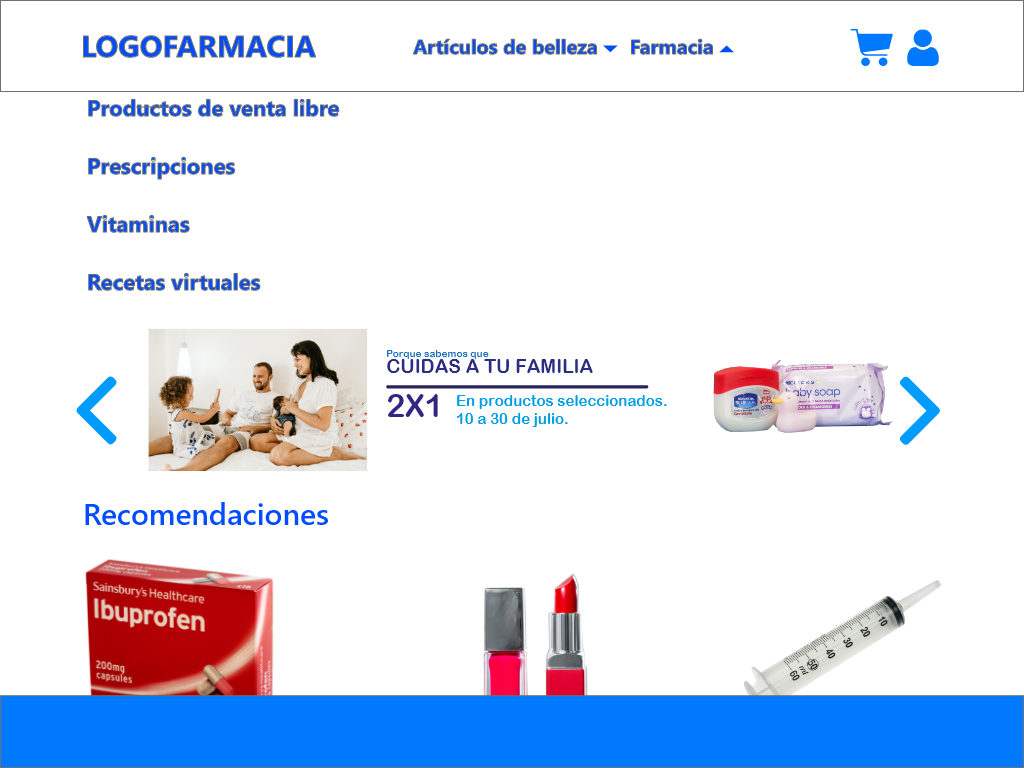 LOGOFARMACIA
Artículos de belleza
Farmacia
Productos de venta libre
Prescripciones
Vitaminas
Recetas virtuales
Porque sabemos que
CUIDAS A TU FAMILIA
2X1
En productos seleccionados.
10 a 30 de julio.
baby soap
Recomendaciones
Ibuprofen
Sainsbury's Healthcare
Ibuprofen
200mg
capsules
10
20
30
40
50
60
ml